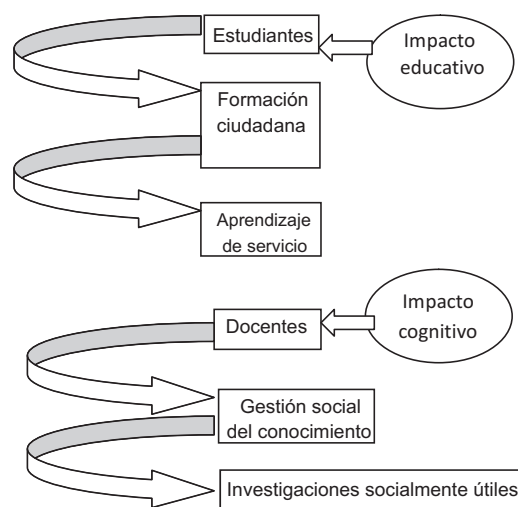 Estudiantes
Impacto
educativo
Formación
ciudadana
Aprendizaje
de servicio
Docentes
Impacto
cognitivo
Gestión social
del conocimiento
Investigaciones socialmente útiles